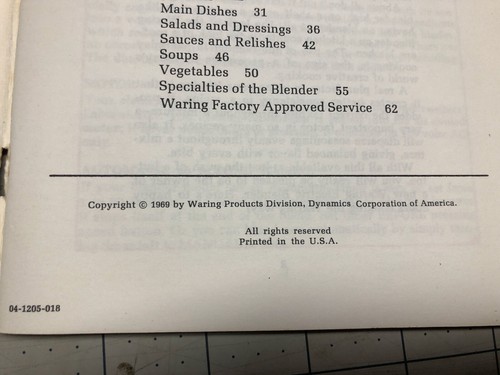 Main Dishes 31
Salads and Dressings 36
Sauces and Relishes 42
Soups 46
Vegetables 50
Specialties of the Blender 55
Waring Factory Approved Service 62
Copyright © 1969 by Waring Products Division, Dynamics Corporation of America.
All rights reserved
Printed in the U.S.A.
04-1205-018